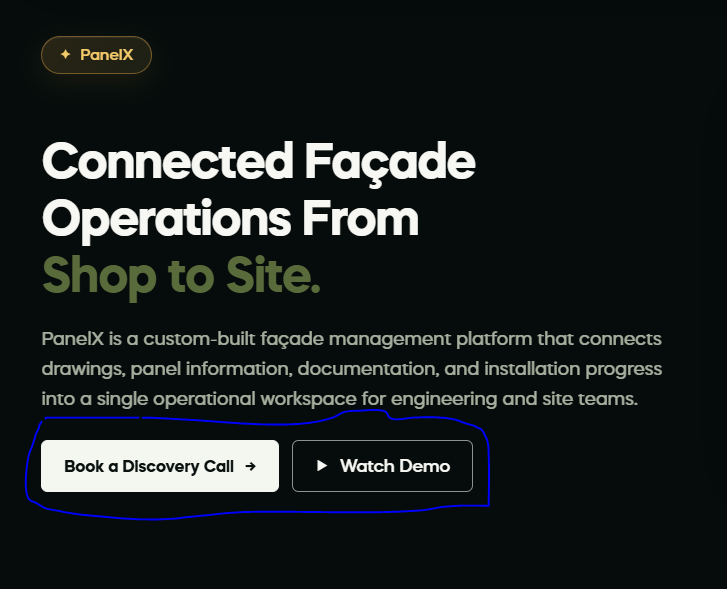 PanelX
Connected Façade
Operations From
Shop to Site.
PanelX is a custom-built façade management platform that connects
drawings, panel information, documentation, and installation progress
into a single operational workspace for engineering and site teams.
Book a Discovery Call →
Watch Demo